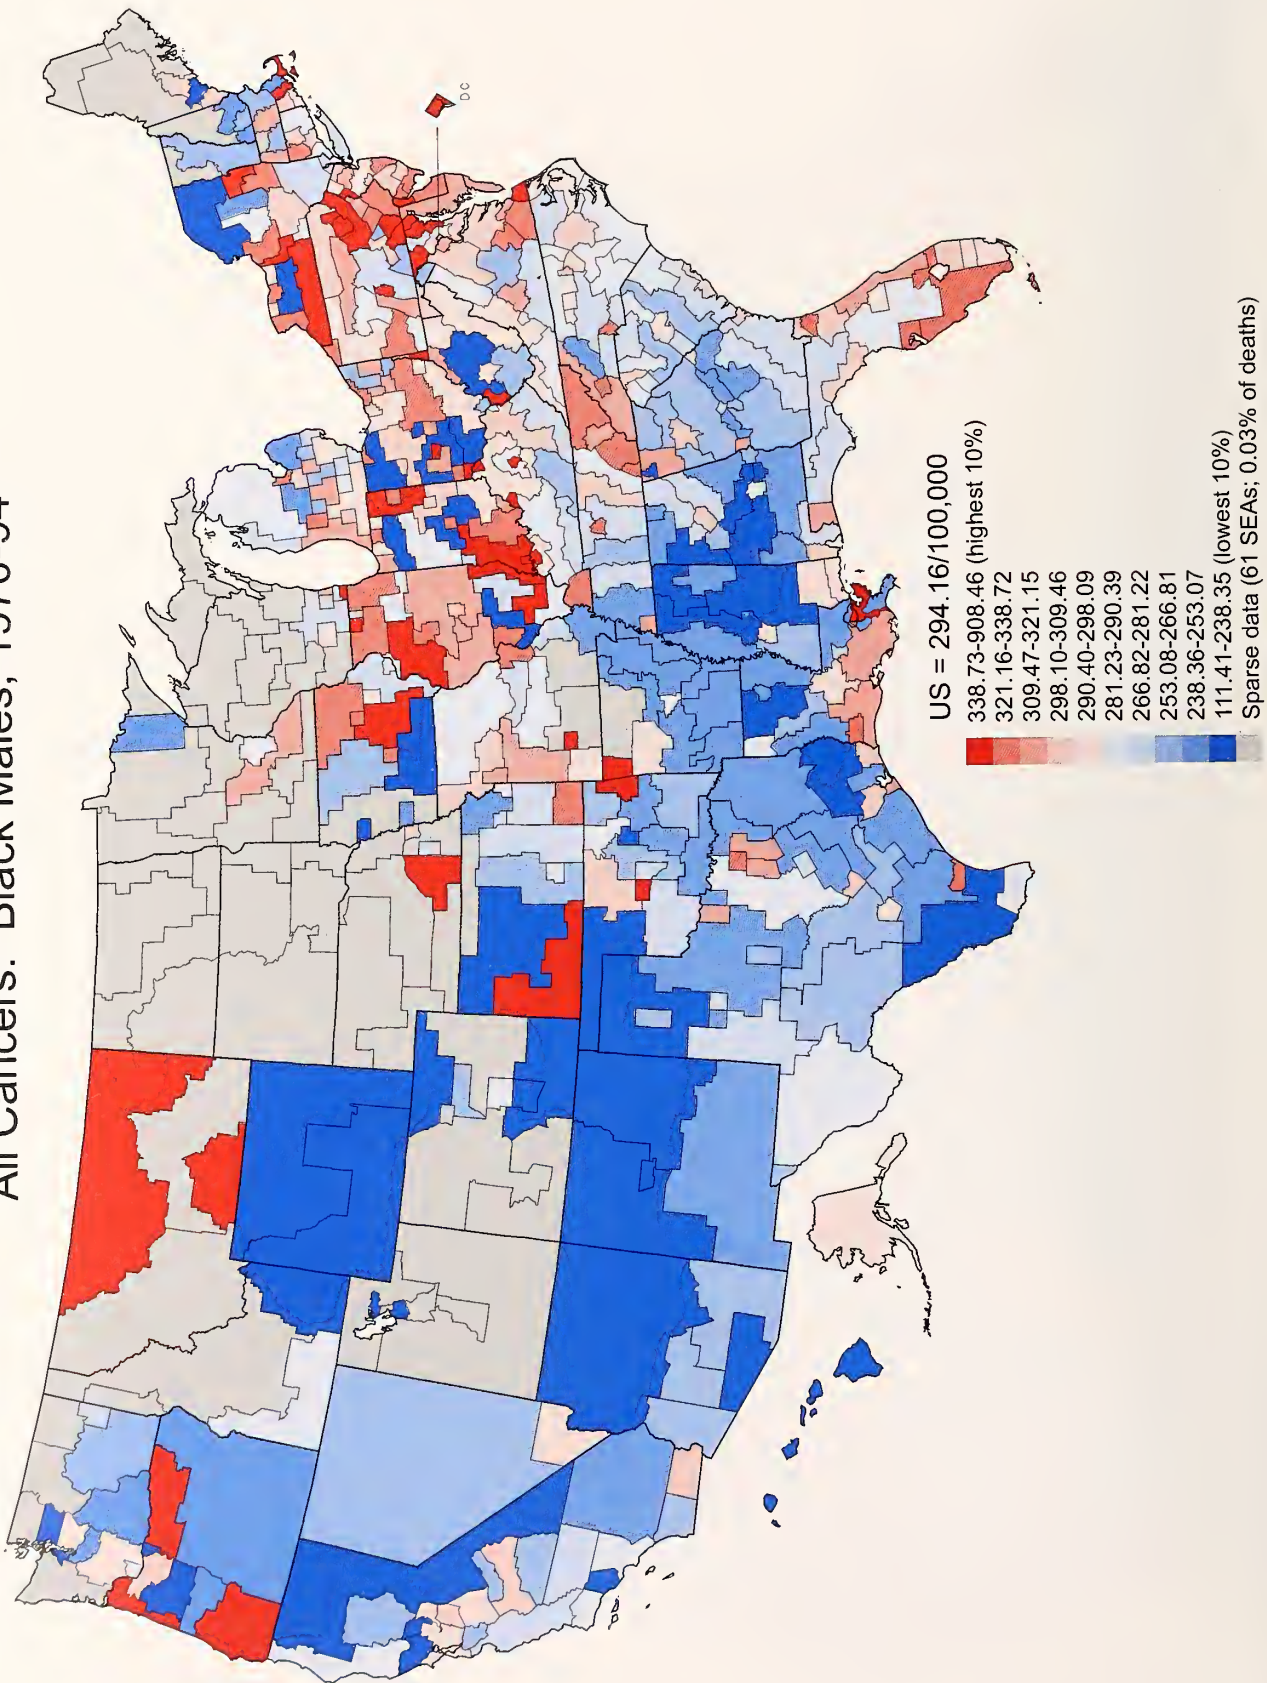 All Cancers: Black Males, 1970-94
DC
US = 294.16/100,000
338.73-908.46 (highest 10%)
321.16-338.72
309.47-321.15
298.10-309.46
290.40-298.09
281.23-290.39
266.82-281.22
253.08-266.81
238.36-253.07
111.41-238.35 (lowest 10%)
Sparse data (61 SEAs; 0.03% of deaths)